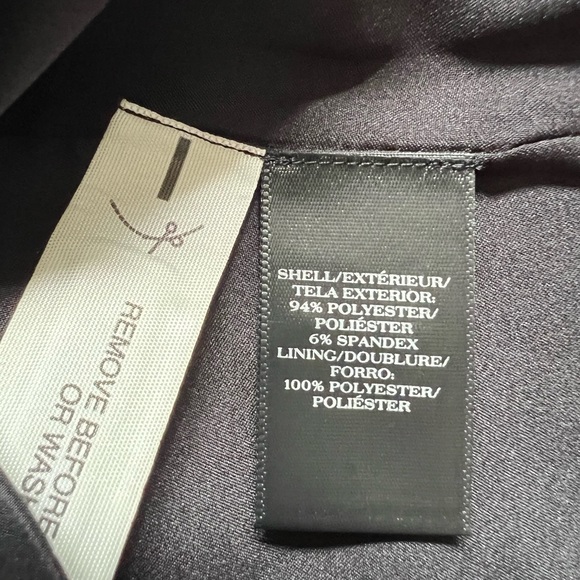 REMOVE BEFORE
OR WASH
SHELL/EXTÉRIEUR/
TELA EXTERIOR:
94% POLYESTER/
POLIÉSTER
6% SPANDEX
LINING/DOUBLURE/
FORRO:
100% POLYESTER/
POLIÉSTER